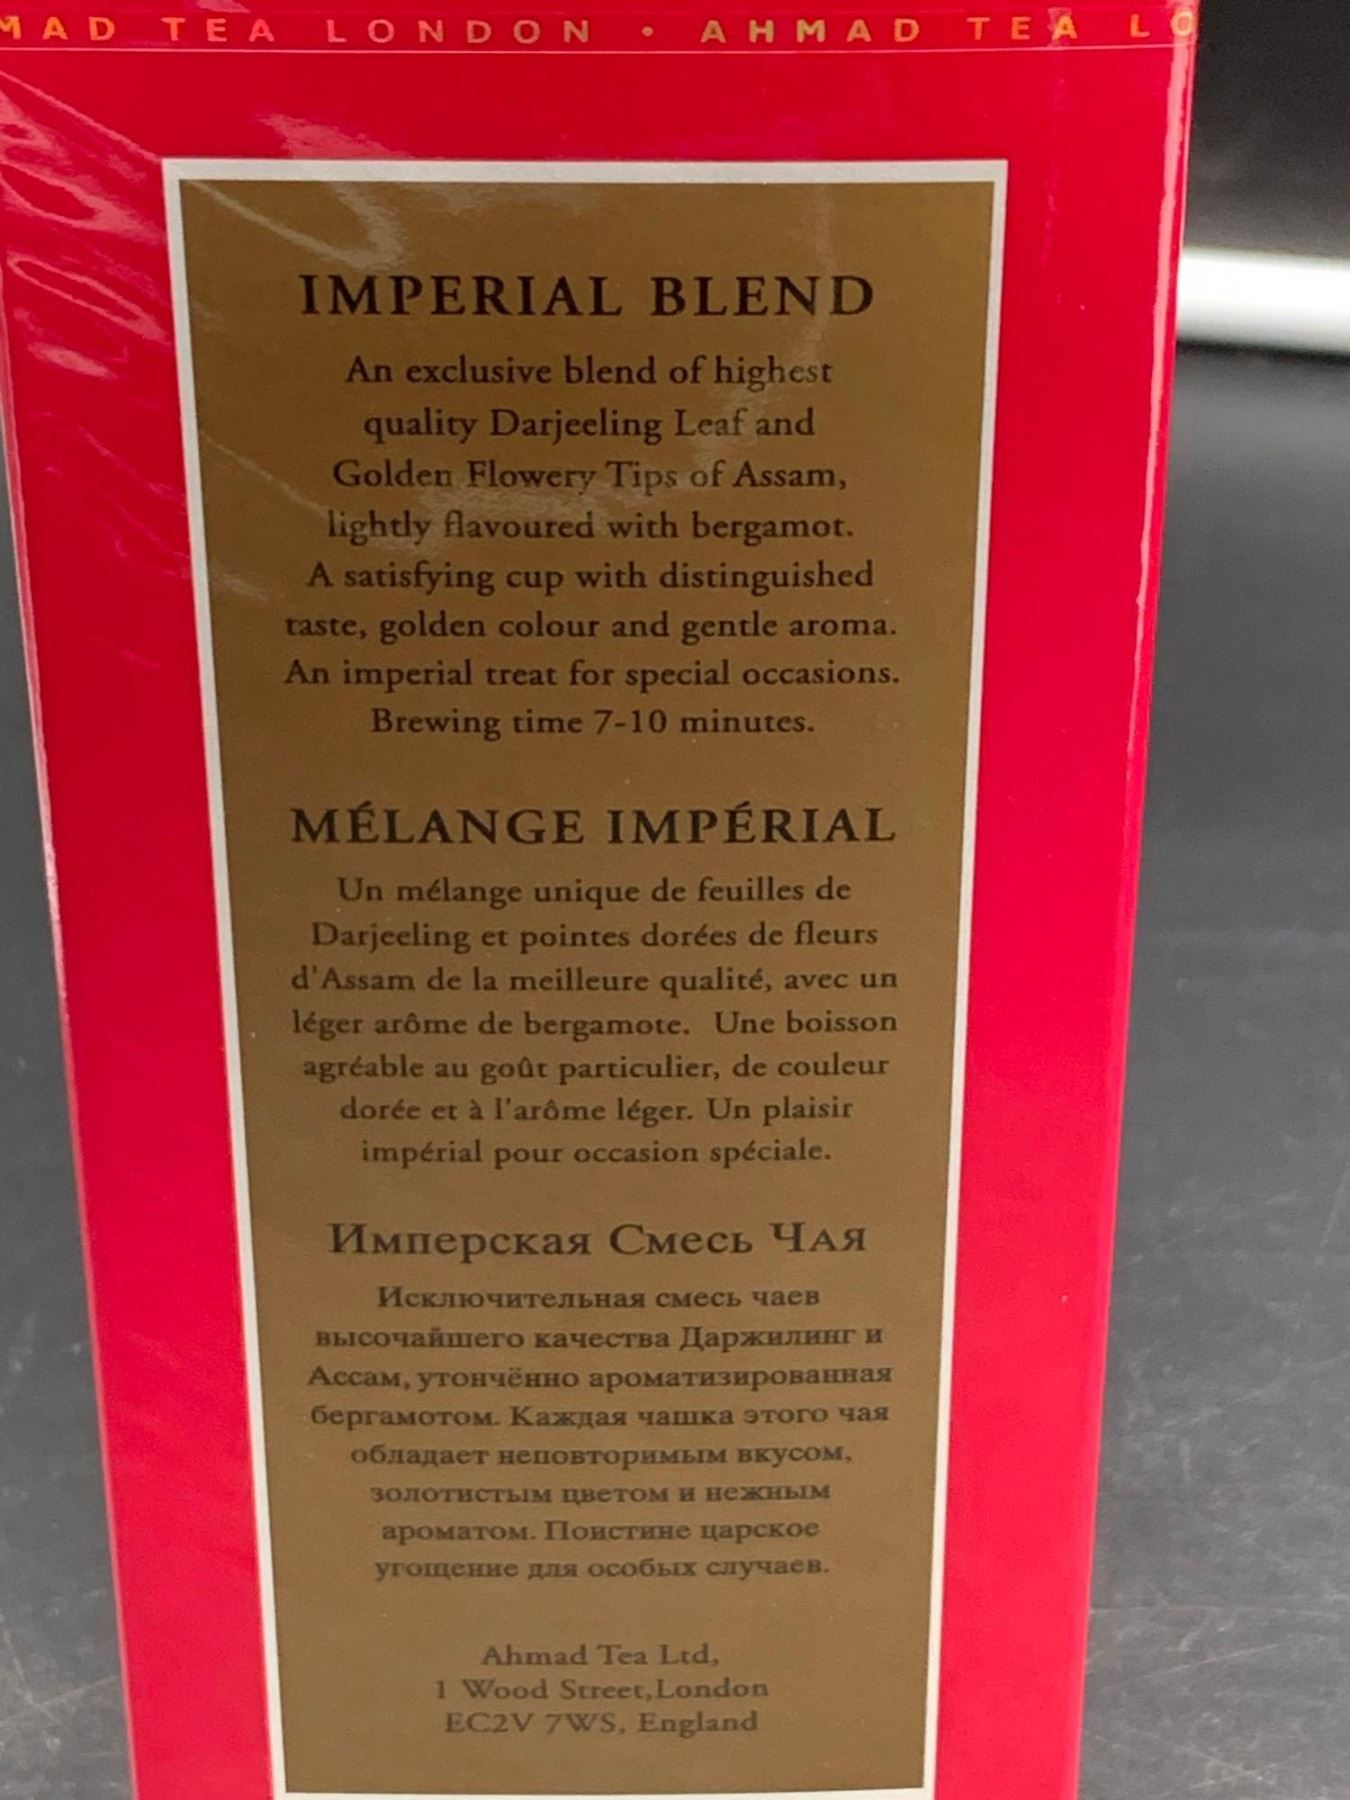 MAD TEA LONDON • AHMAD TEA LO
IMPERIAL BLEND
An exclusive blend of highest
quality Darjeeling Leaf and
Golden Flowery Tips of Assam,
lightly flavoured with bergamot.
A satisfying cup with distinguished
taste, golden colour and gentle aroma.
An imperial treat for special occasions.
Brewing time 7-10 minutes.
MÉLANGE IMPÉRIAL
Un mélange unique de feuilles de
Darjeeling et pointes dorées de fleurs
d'Assam de la meilleure qualité, avec un
léger arôme de bergamote. Une boisson
agréable au goût particulier, de couleur
dorée et à l'arôme léger. Un plaisir
impérial pour occasion spéciale.
Имперская Смесь Чая
Исключительная смесь чаев
высочайшего качества Даржилинг и
Ассам, утончённо ароматизированная
бергамотом. Каждая чашка этого чая
обладает неповторимым вкусом,
золотистым цветом и нежным
ароматом. Поистине царское
угощение для особых случаев.
Ahmad Tea Ltd,
1 Wood Street,London
EC2V 7WS, England